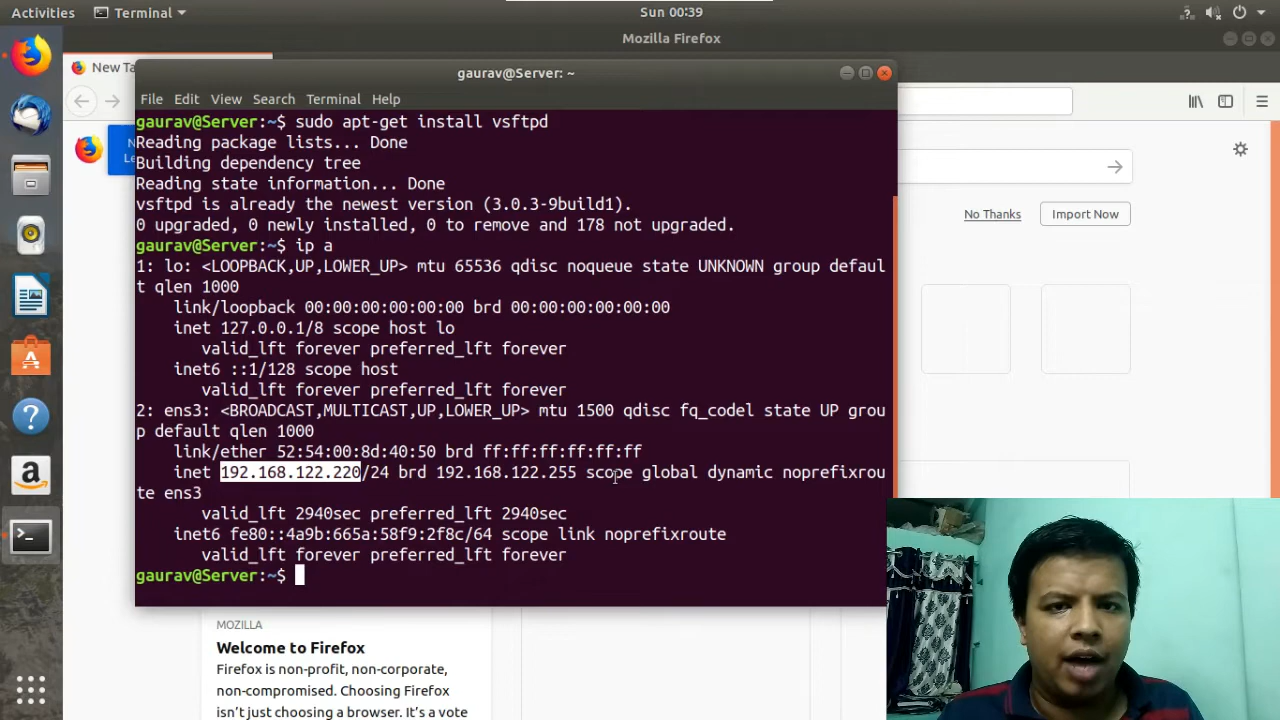 Activities
Terminal
Sun 00:39
Mozilla Firefox
New Ta
gaurav@Server: ~
File Edit View Search Terminal Help
gaurav@Server:~$ sudo apt-get install vsftpd
Reading package lists... Done
Building dependency tree
Reading state information... Done
vsftpd is already the newest version (3.0.3-9build1).
0 upgraded, 0 newly installed, 0 to remove and 178 not upgraded.
gaurav@Server:~$ ip a
1: lo: <LOOPBACK,UP,LOWER_UP> mtu 65536 qdisc noqueue state UNKNOWN group defaul
t qlen 1000
link/loopback 00:00:00:00:00:00 brd 00:00:00:00:00:00
inet 127.0.0.1/8 scope host lo
valid_lft forever preferred_lft forever
inet6 ::1/128 scope host
valid_lft forever preferred_lft forever
2: ens3: <BROADCAST,MULTICAST,UP,LOWER_UP> mtu 1500 qdisc fq_codel state UP grou
p default qlen 1000
link/ether 52:54:00:8d:40:50 brd ff:ff:ff:ff:ff:ff
inet 192.168.122.220/24 brd 192.168.122.255 scope global dynamic noprefixrou
te ens3
valid_lft 2940sec preferred_lft 2940sec
inet6 fe80::4a9b:665a:58f9:2f8c/64 scope link noprefixroute
valid_lft forever preferred_lft forever
gaurav@Server:~$
No Thanks
Import Now
MOZILLA
Welcome to Firefox
Firefox is non-profit, non-corporate,
non-compromised. Choosing Firefox
isn't just choosing a browser. It's a vote